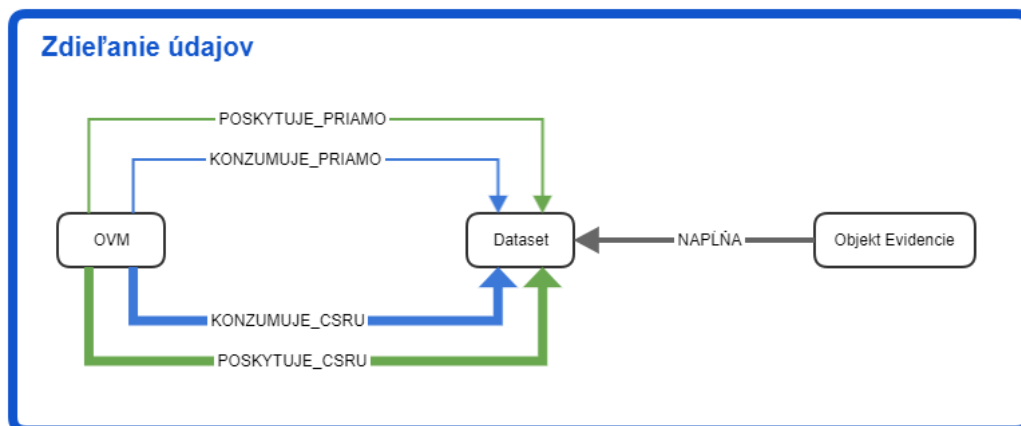 Zdieľanie údajov
POSKYTUJE_PRIAMO
KONZUMUJE_PRIAMO
OVM
Dataset
NAPĹŇA
Objekt Evidencie
KONZUMUJE_CSRU
POSKYTUJE_CSRU